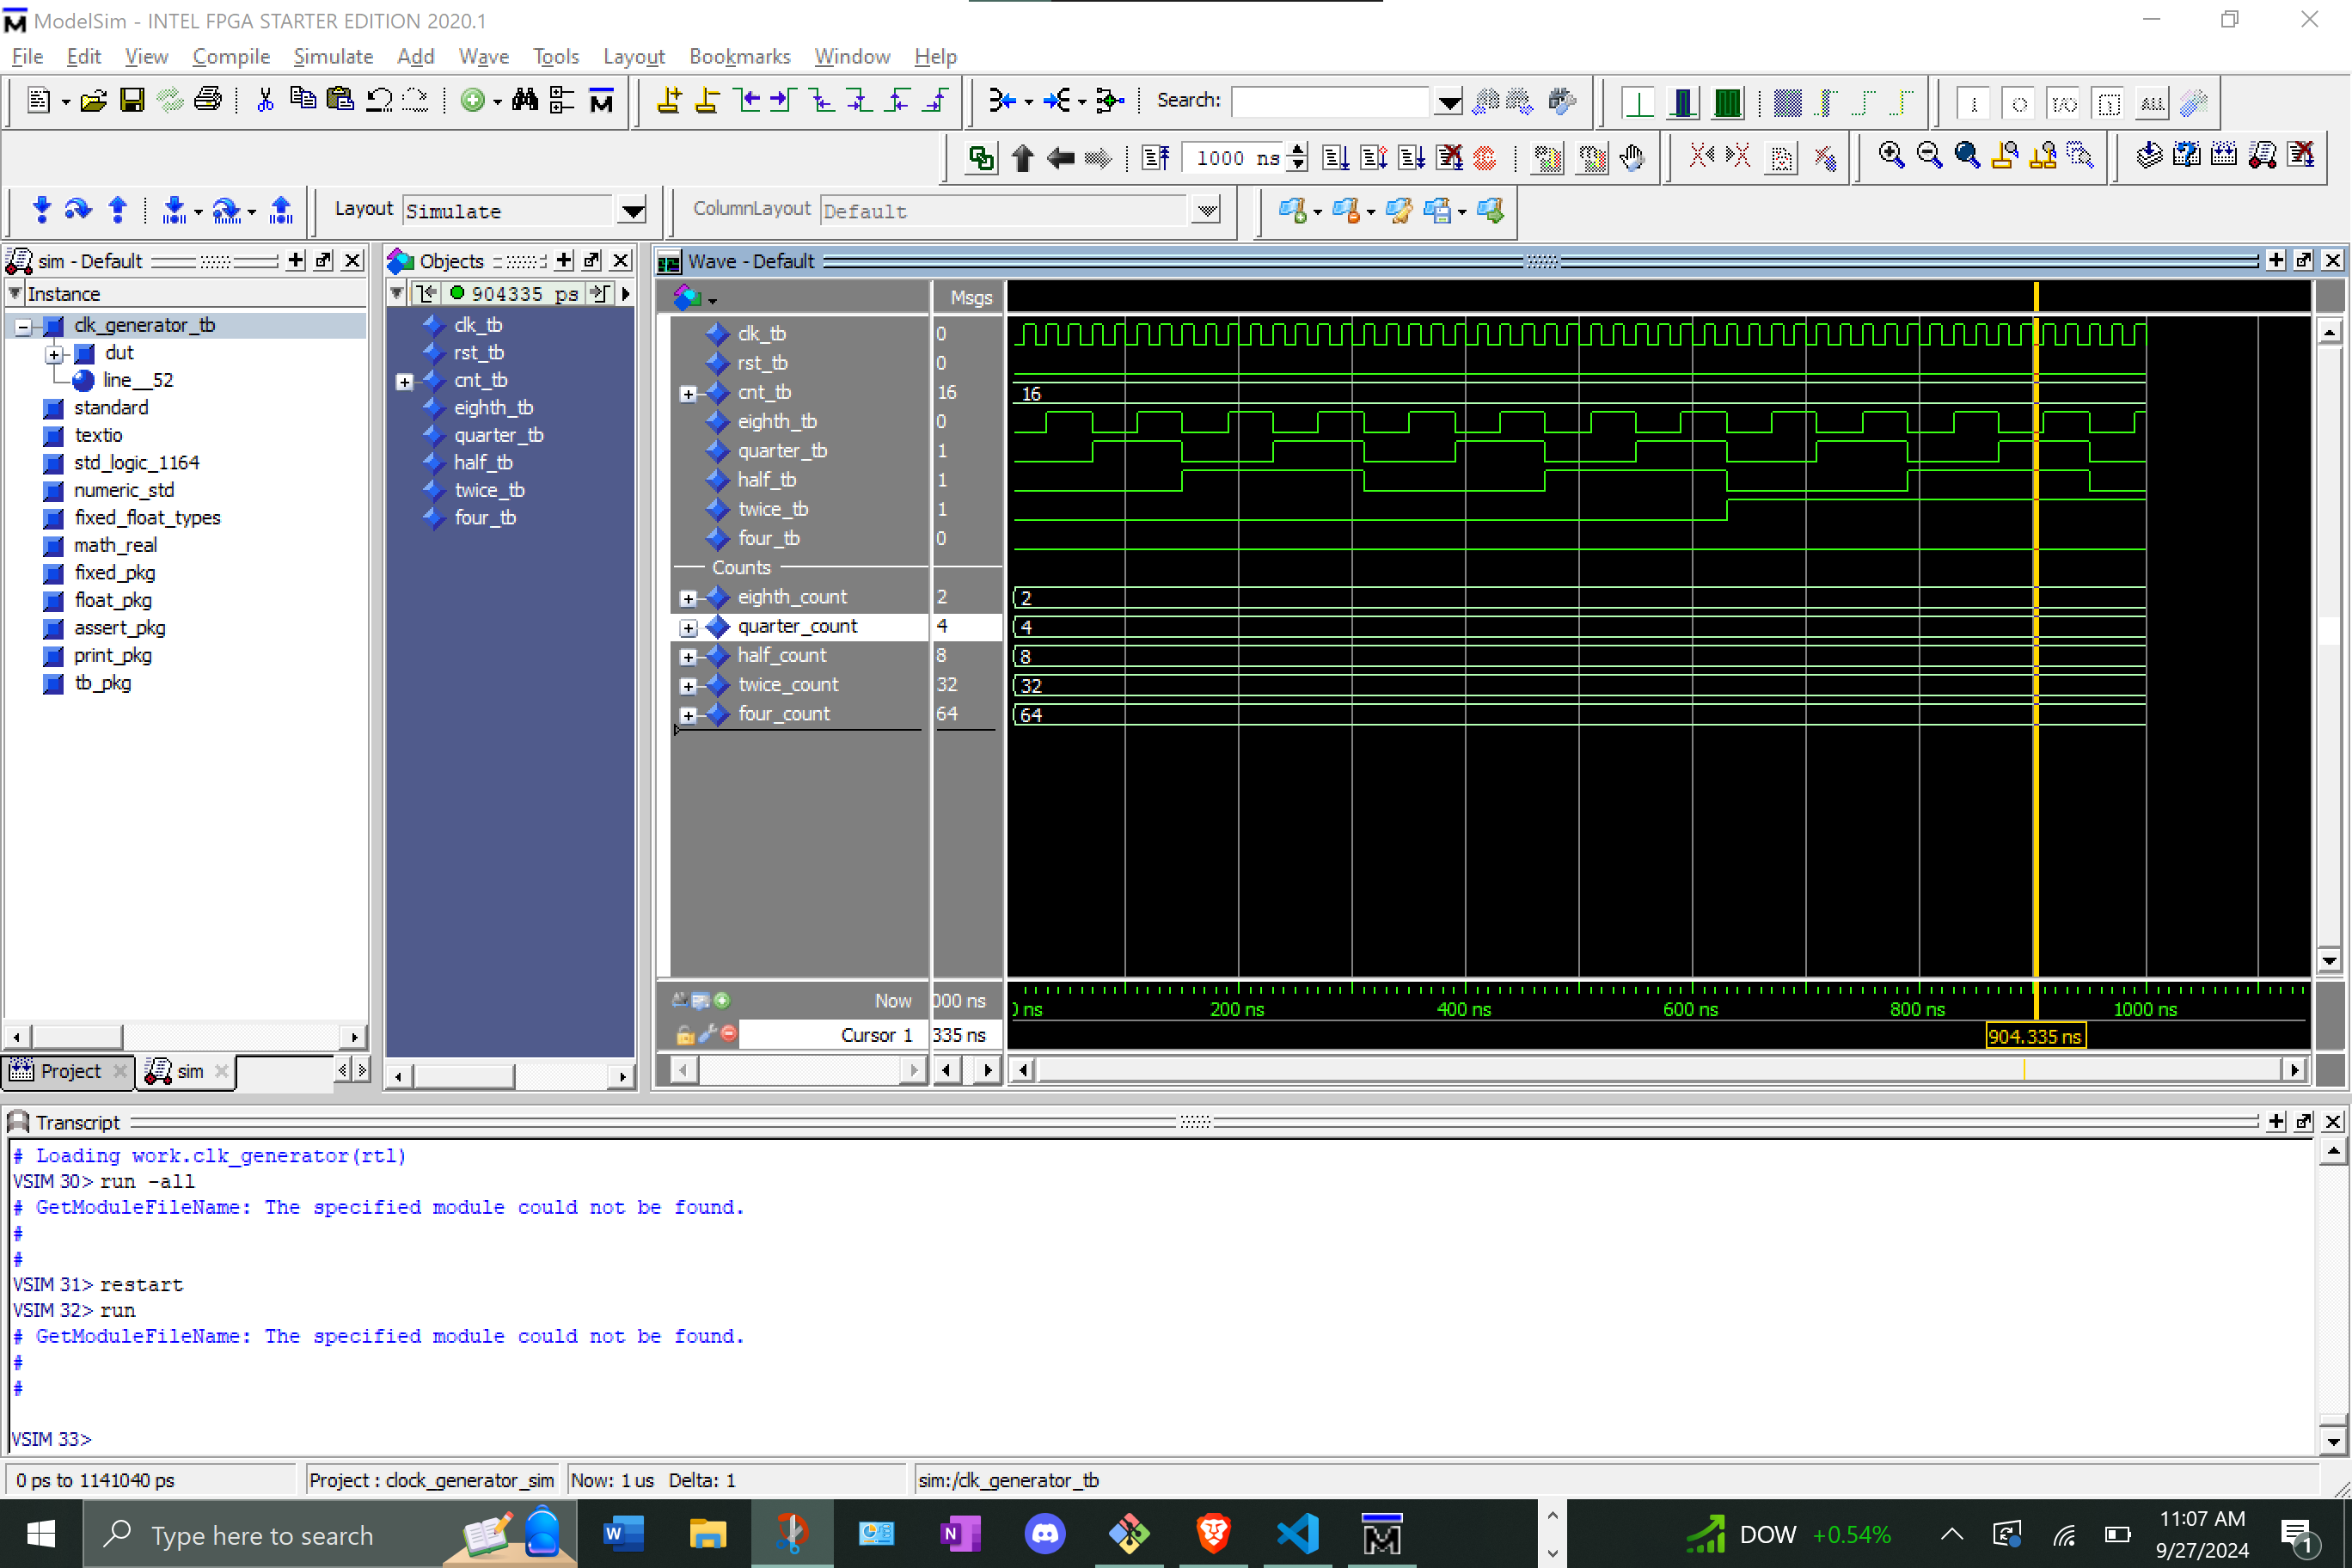 ModelSim - INTEL FPGA STARTER EDITION 2020.1
File Edit View Compile Simulate Add Wave Tools Layout Bookmarks Window Help
Search:
1000 ns
Layout Simulate ColumnLayout Default
sim - Default
Instance
clk_generator_tb
dut
line__52
standard
textio
std_logic_1164
numeric_std
fixed_float_types
math_real
fixed_pkg
float_pkg
assert_pkg
print_pkg
tb_pkg
Project
sim
Objects
904335 ps
clk_tb
rst_tb
cnt_tb
eighth_tb
quarter_tb
half_tb
twice_tb
four_tb
Wave - Default
Msgs
clk_tb 0
rst_tb 0
cnt_tb 16 16
eighth_tb 0
quarter_tb 1
half_tb 1
twice_tb 1
four_tb 0
Counts
eighth_count 2 2
quarter_count 4 4
half_count 8 8
twice_count 32 32
four_count 64 64
Now 000 ns
ns 200 ns 400 ns 600 ns 800 ns 1000 ns
Cursor 1 335 ns 904.335 ns
Transcript
# Loading work.clk_generator(rtl)
VSIM 30> run -all
# GetModuleFileName: The specified module could not be found.
#
#
VSIM 31> restart
VSIM 32> run
# GetModuleFileName: The specified module could not be found.
#
#
VSIM 33>
0 ps to 1141040 ps Project : clock_generator_sim Now: 1 us Delta: 1 sim:/clk_generator_tb
Type here to search
DOW +0.54%
11:07 AM
9/27/2024
1